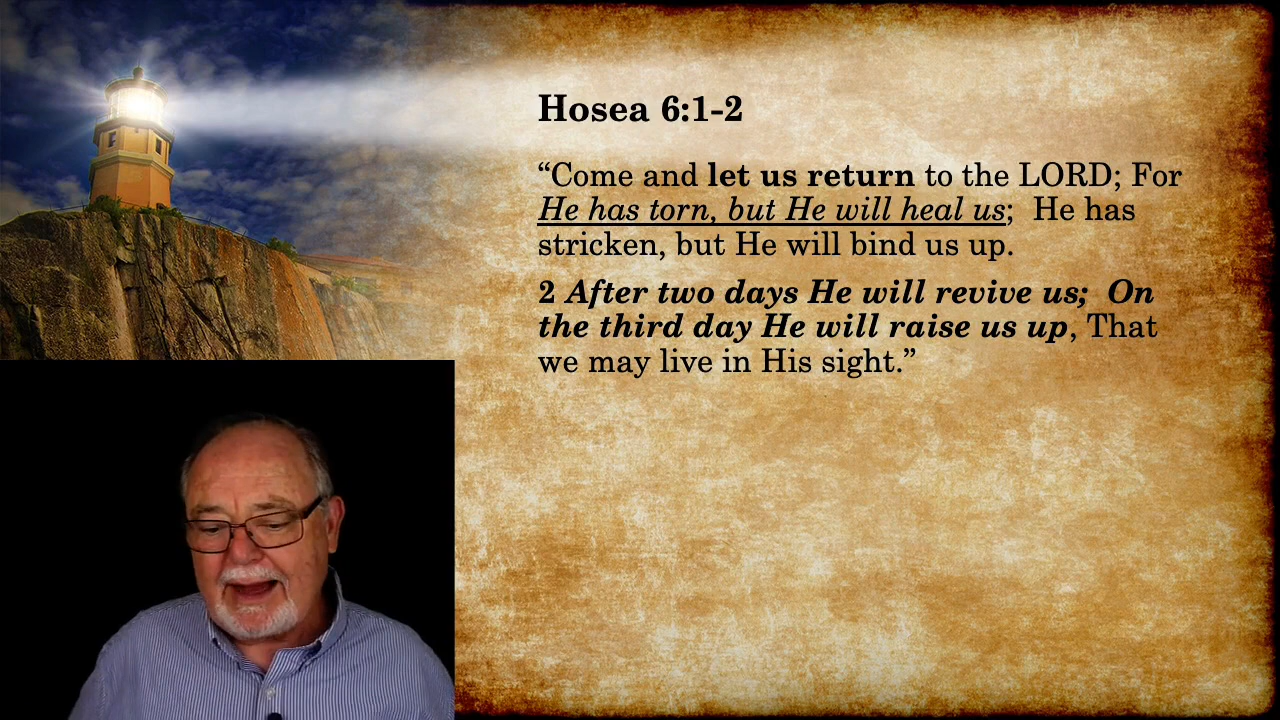 Hosea 6:1-2
“Come and let us return to the LORD; For
He has torn, but He will heal us;  He has
stricken, but He will bind us up.
2 After two days He will revive us;  On
the third day He will raise us up, That
we may live in His sight.”